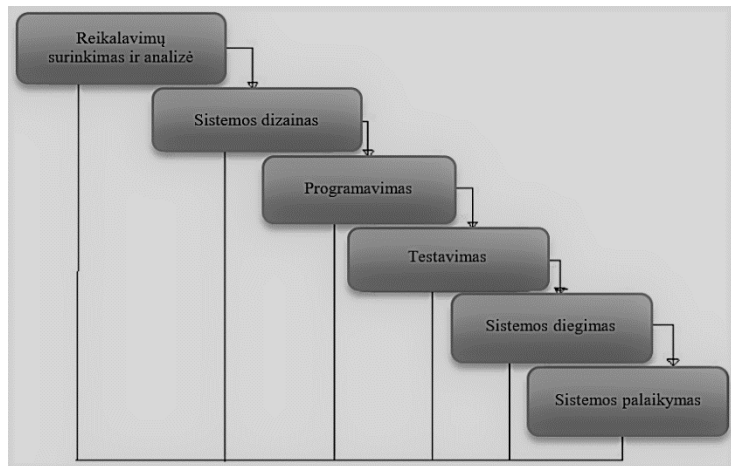 Reikalavimų
surinkimas ir analizė
Sistemos dizainas
Programavimas
Testavimas
Sistemos diegimas
Sistemos palaikymas